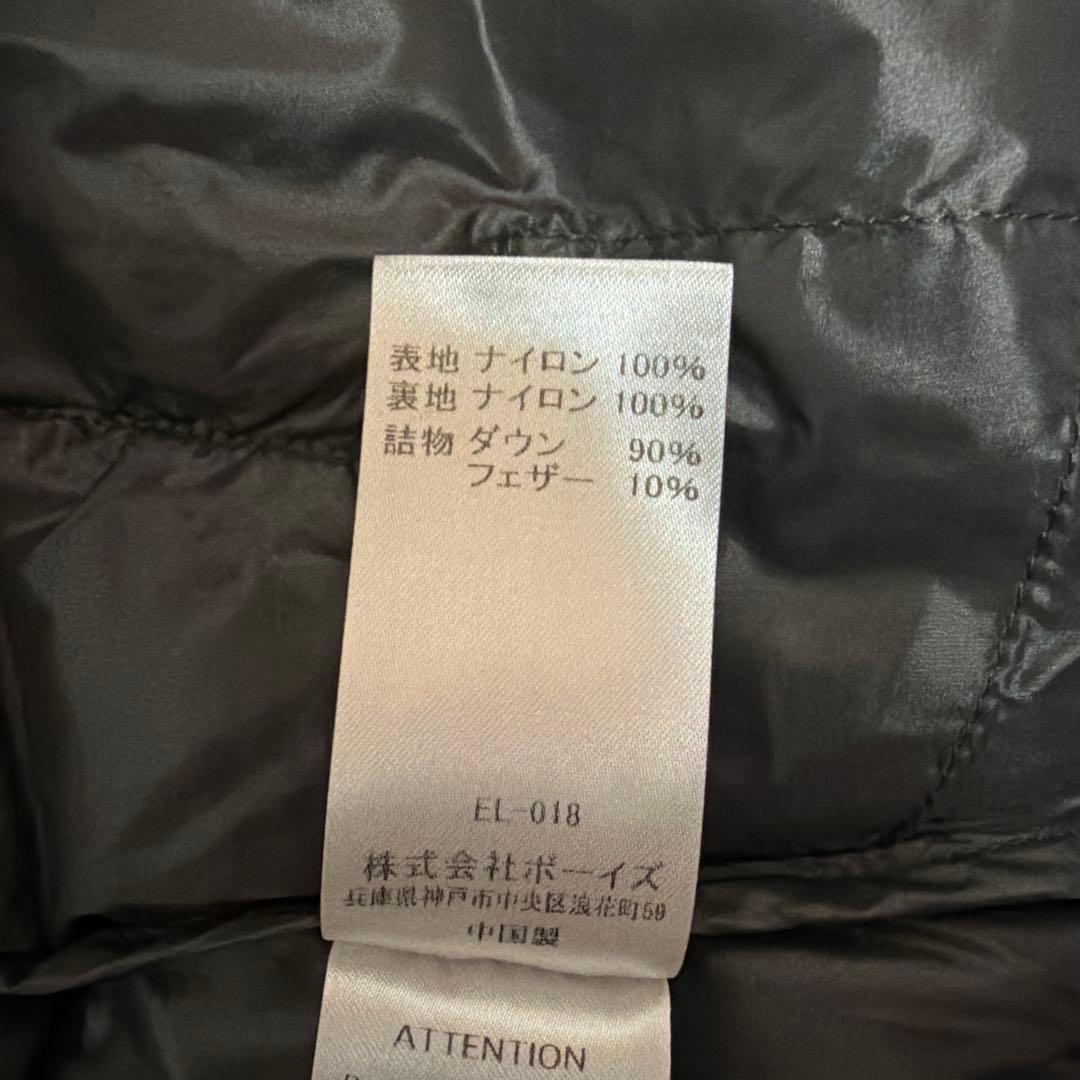 表地 ナイロン 100%
裏地 ナイロン 100%
詰物 ダウン 90%
フェザー 10%
EL-018
株式会社ボーイズ
兵庫県神戸市中央区浪花町59
中国製
ATTENTION